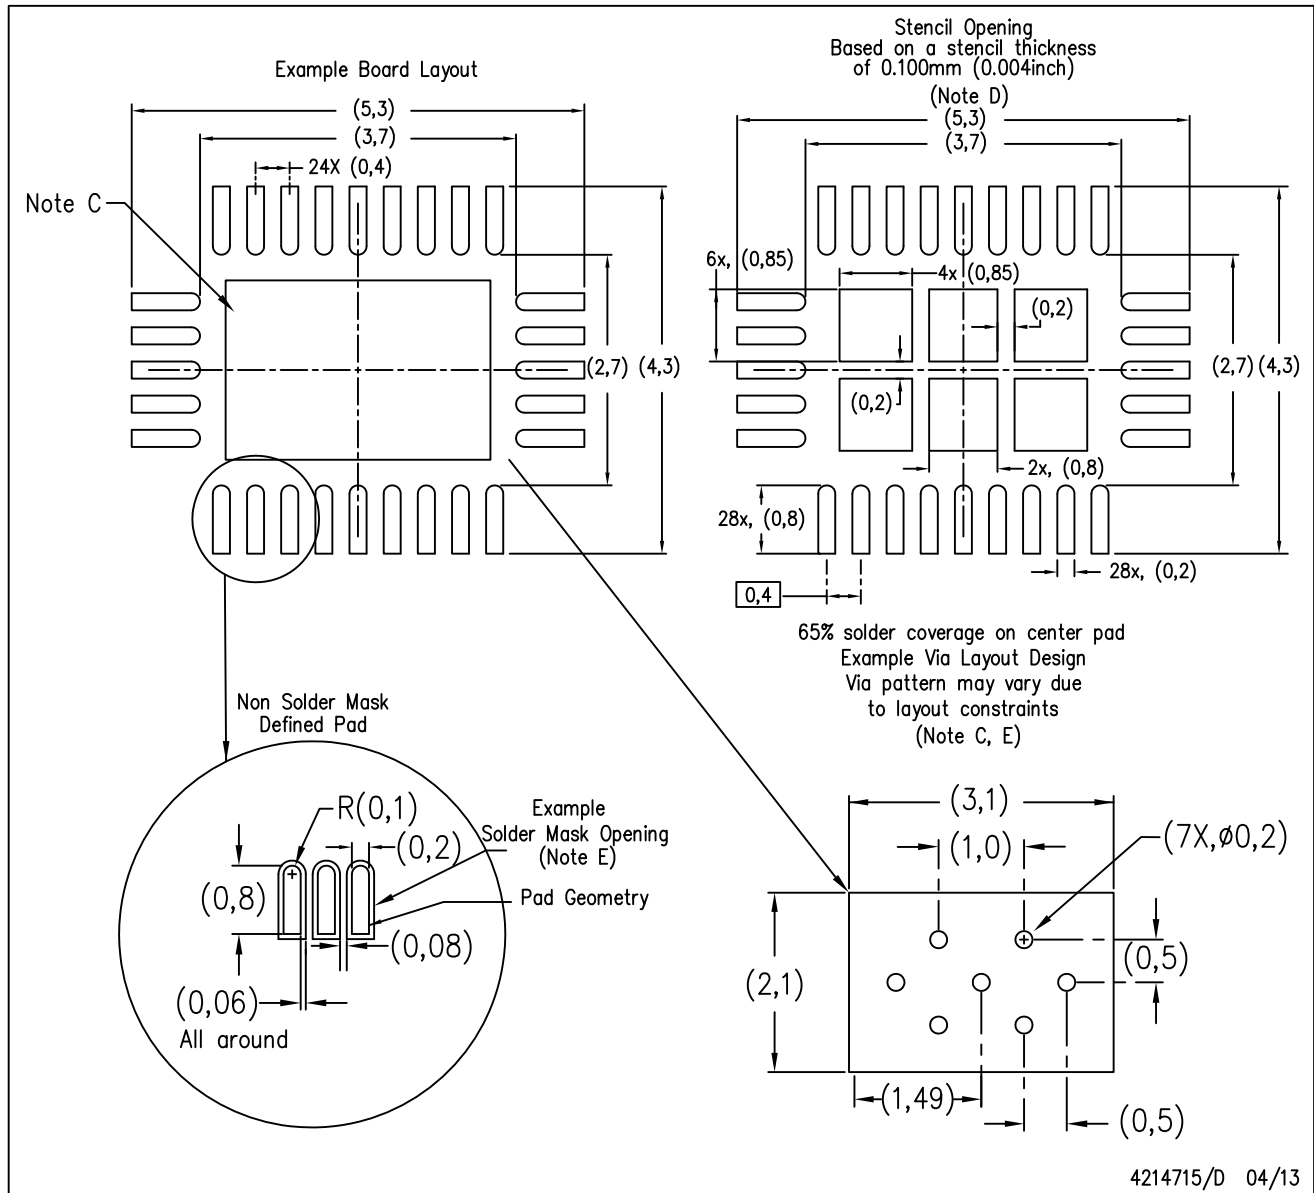 Example Board Layout
(5,3)
(3,7)
24X (0,4)
Note C
(2,7)
(4,3)
Stencil Opening
Based on a stencil thickness
of 0.100mm (0.004inch)
(Note D)
(5,3)
(3,7)
6x, (0,85)
4x (0,85)
(0,2)
(2,7)
(4,3)
(0,2)
2x, (0,8)
28x, (0,8)
28x, (0,2)
0,4
65% solder coverage on center pad
Example Via Layout Design
Via pattern may vary due
to layout constraints
(Note C, E)
Non Solder Mask
Defined Pad
R(0,1)
(0,2)
Example
Solder Mask Opening
(Note E)
(0,8)
Pad Geometry
(0,08)
(0,06)
All around
(3,1)
(1,0)
(7X,ø0,2)
(0,5)
(2,1)
(1,49)
(0,5)
4214715/D 04/13